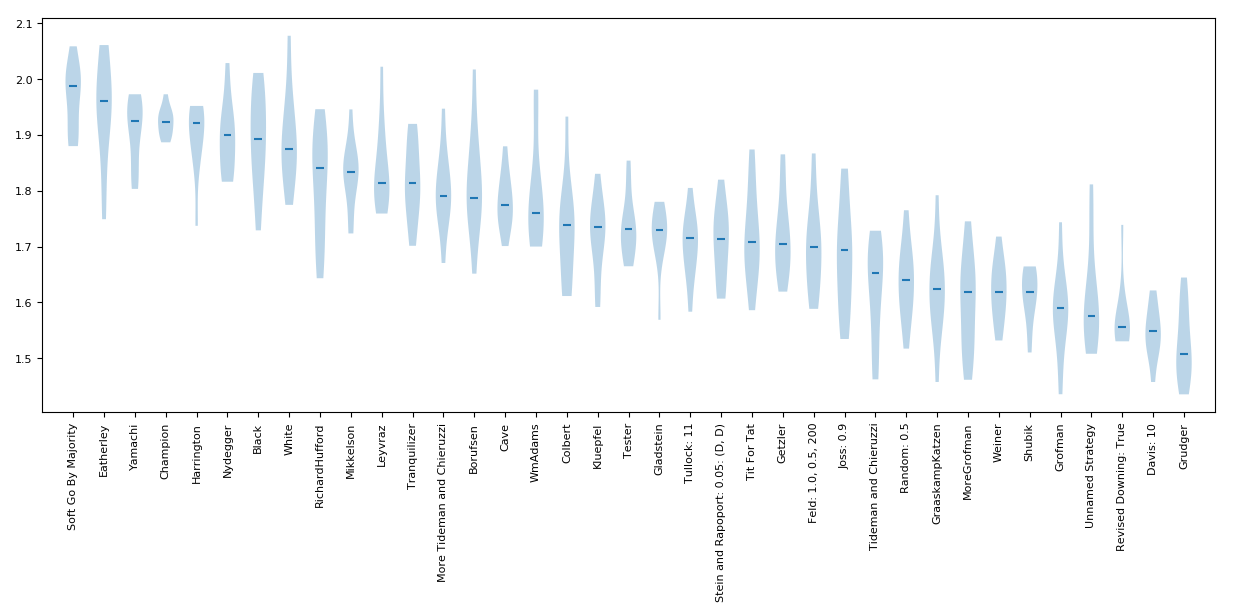 2.1
2.0
1.9
1.8
1.7
1.6
1.5
Soft Go By Majority
Eatherley
Yamachi
Champion
Harrington
Nydegger
Black
White
RichardHufford
Mikkelson
Leyvraz
Tranquilizer
More Tideman and Chieruzzi
Borufsen
Cave
WmAdams
Colbert
Kluepfel
Tester
Gladstein
Tullock: 11
Stein and Rapoport: 0.05: (D, D)
Tit For Tat
Getzler
Feld: 1.0, 0.5, 200
Joss: 0.9
Tideman and Chieruzzi
Random: 0.5
GraaskampKatzen
MoreGrofman
Weiner
Shubik
Grofman
Unnamed Strategy
Revised Downing: True
Davis: 10
Grudger